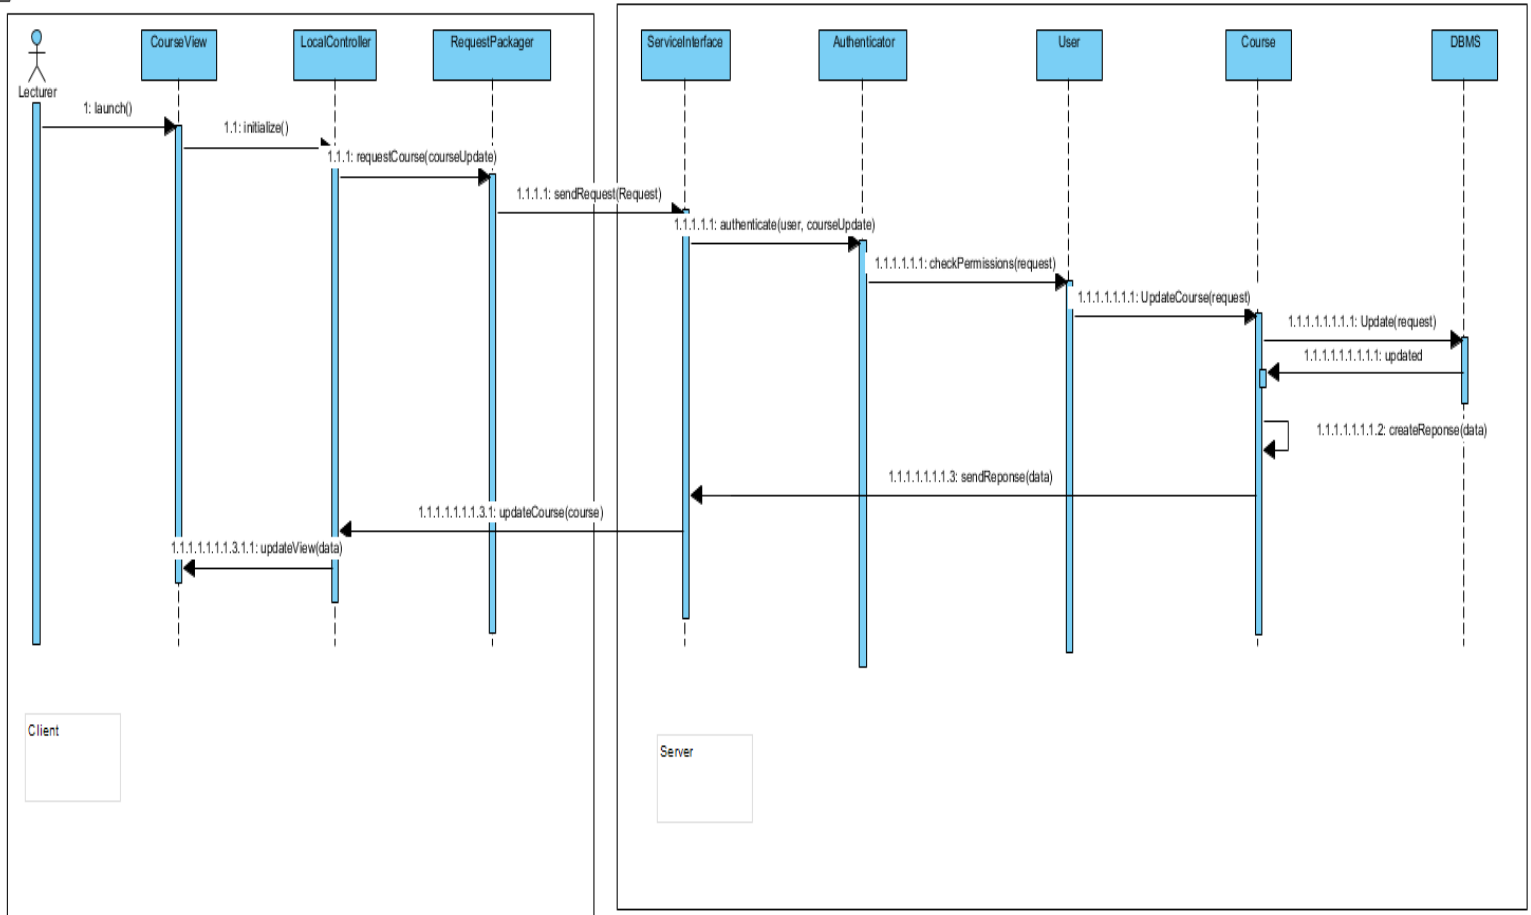 CourseView
LocalController
RequestPackager
ServiceInterface
Authenticator
User
Course
DBMS
Lecturer
1: launch()
1.1: initialize()
1.1.1: requestCourse(courseUpdate)
1.1.1.1: sendRequest(Request)
1.1.1.1.1: authenticate(user, courseUpdate)
1.1.1.1.1.1: checkPermissions(request)
1.1.1.1.1.1.1: UpdateCourse(request)
1.1.1.1.1.1.1.1: Update(request)
1.1.1.1.1.1.1.1.1: updated
1.1.1.1.1.1.1.2: createReponse(data)
1.1.1.1.1.1.1.3: sendReponse(data)
1.1.1.1.1.1.1.3.1: updateCourse(course)
1.1.1.1.1.1.1.3.1.1: updateView(data)
Client
Server